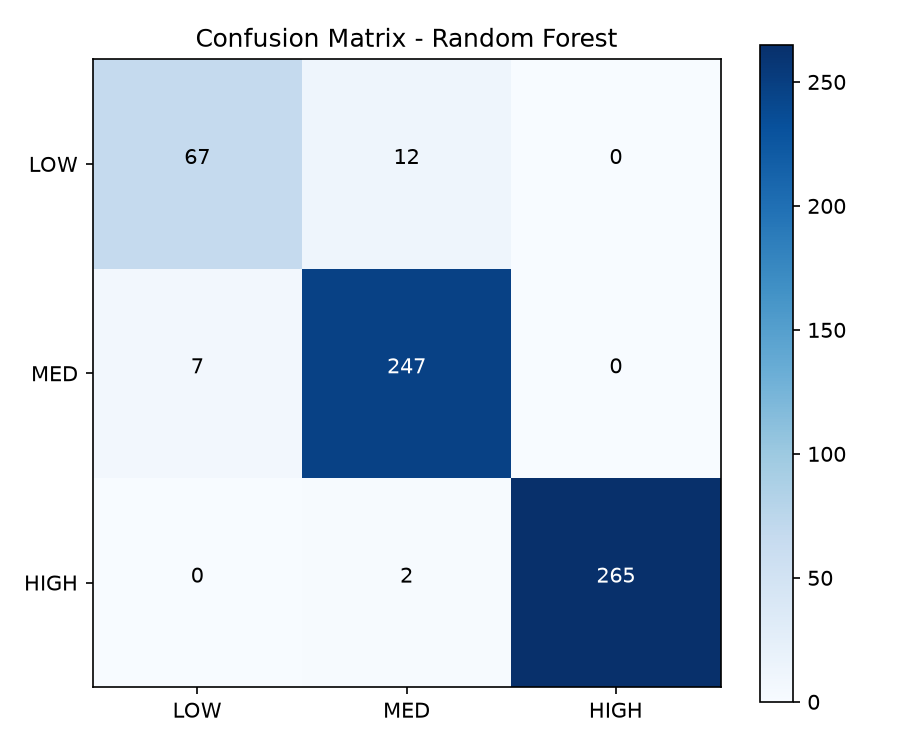 Confusion Matrix - Random Forest
250
LOW 67 12 0
200
150
MED 7 247 0
100
50
HIGH 0 2 265
0
LOW MED HIGH